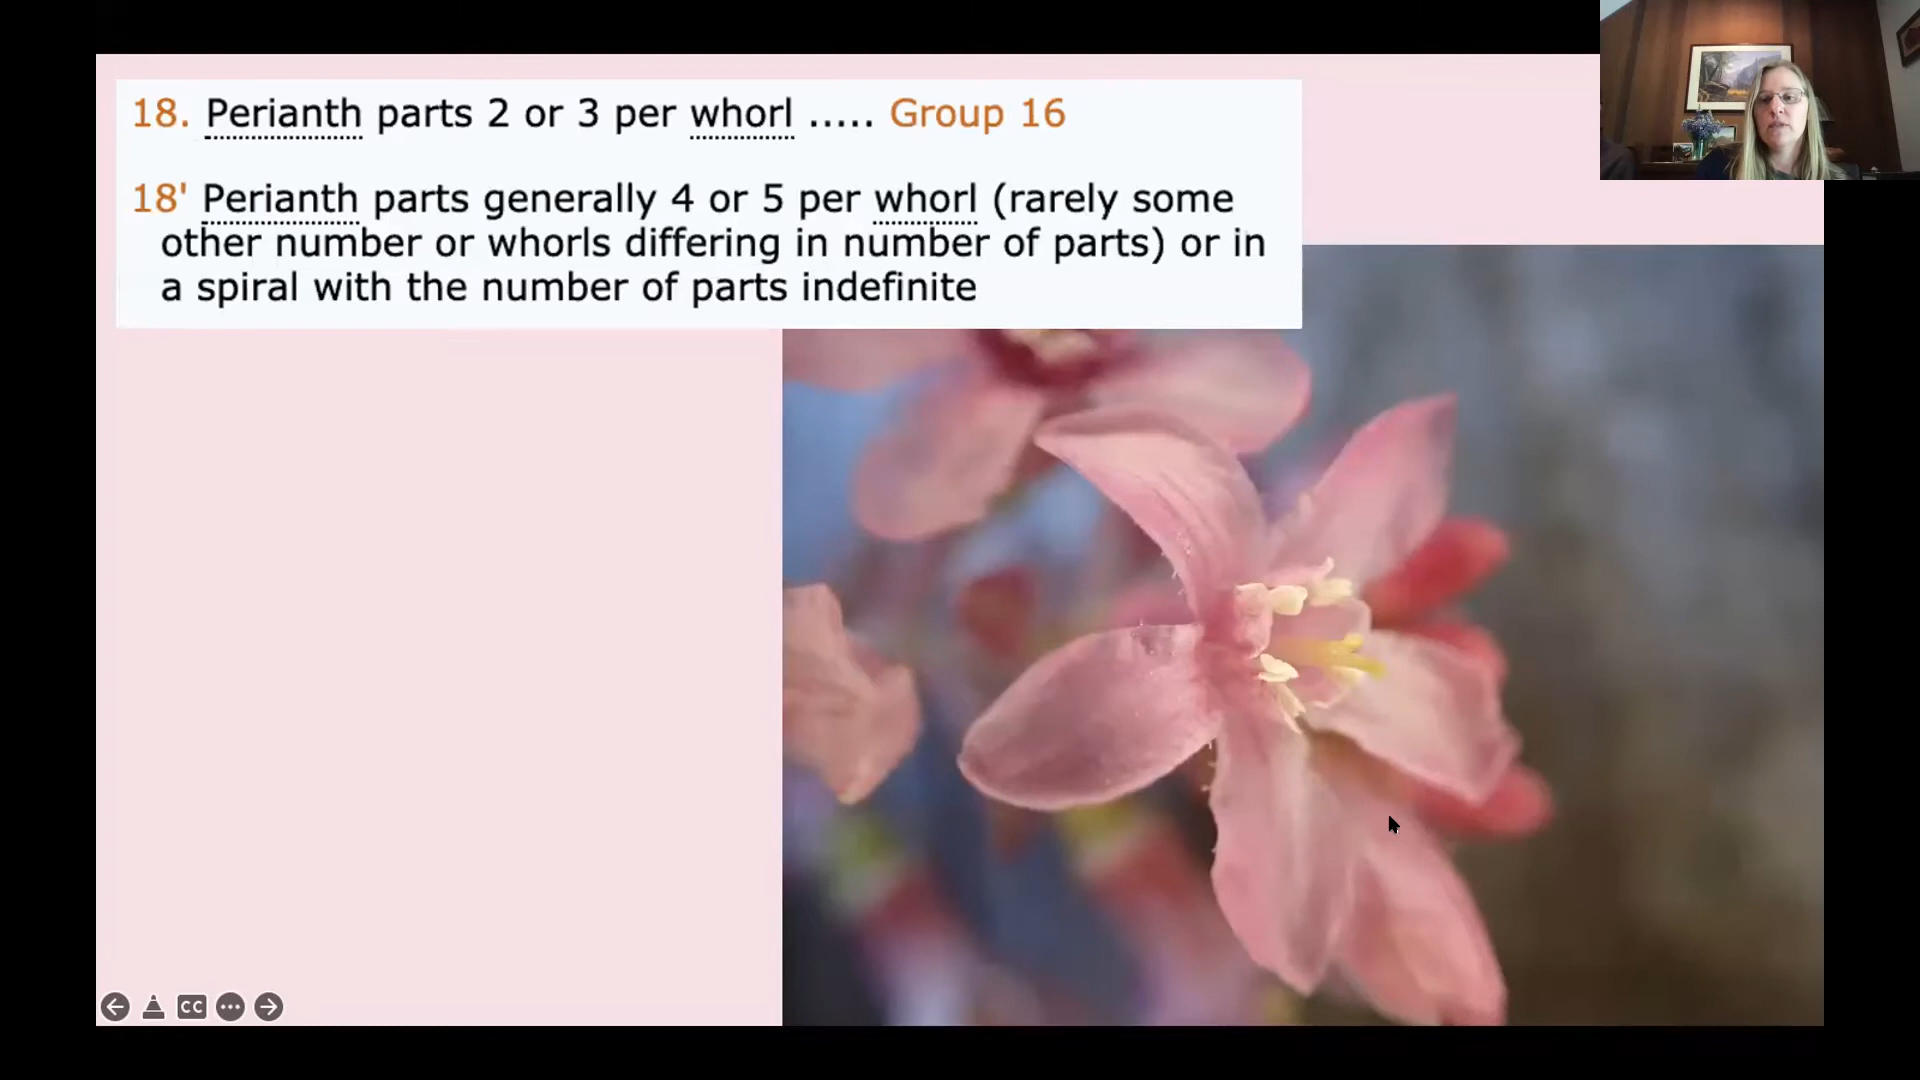 18. Perianth parts 2 or 3 per whorl ..... Group 16
18' Perianth parts generally 4 or 5 per whorl (rarely some
other number or whorls differing in number of parts) or in
a spiral with the number of parts indefinite
CC